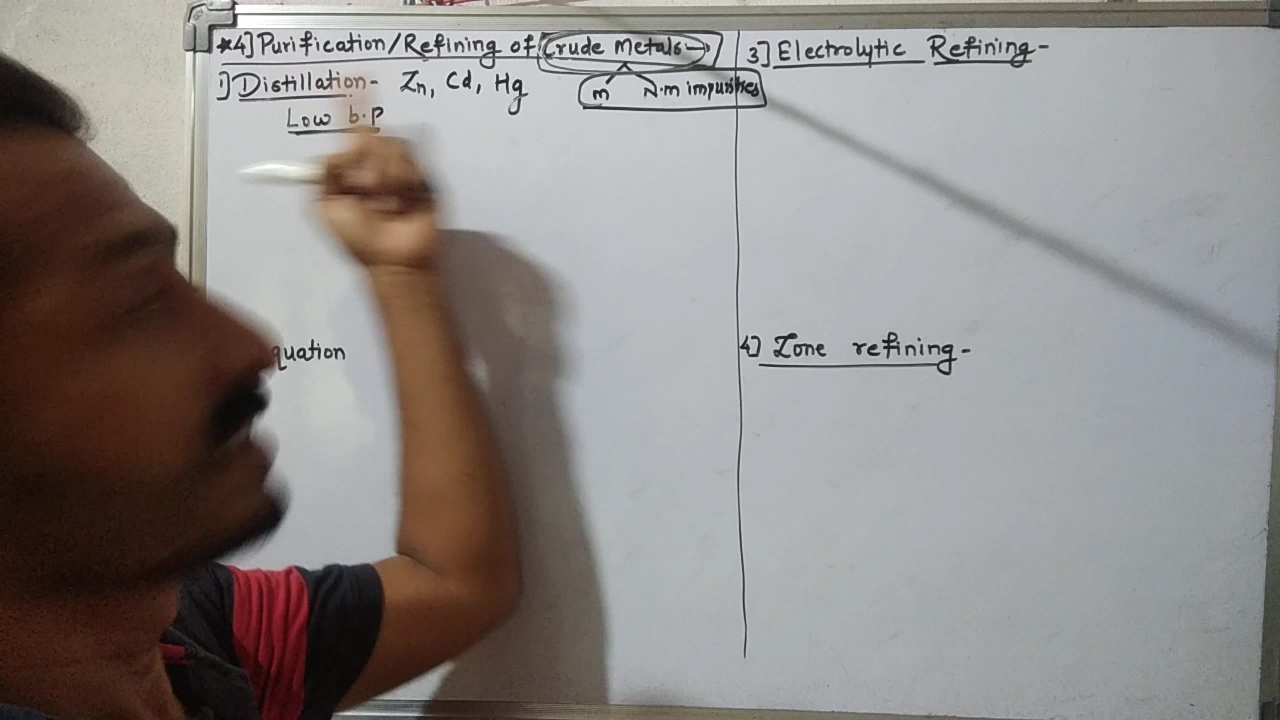 *4] Purification/Refining of Crude Metals→
m N.m impurities
1] Distillation- Zn, Cd, Hg
Low b.p
quation
3] Electrolytic Refining-
4] Zone refining-